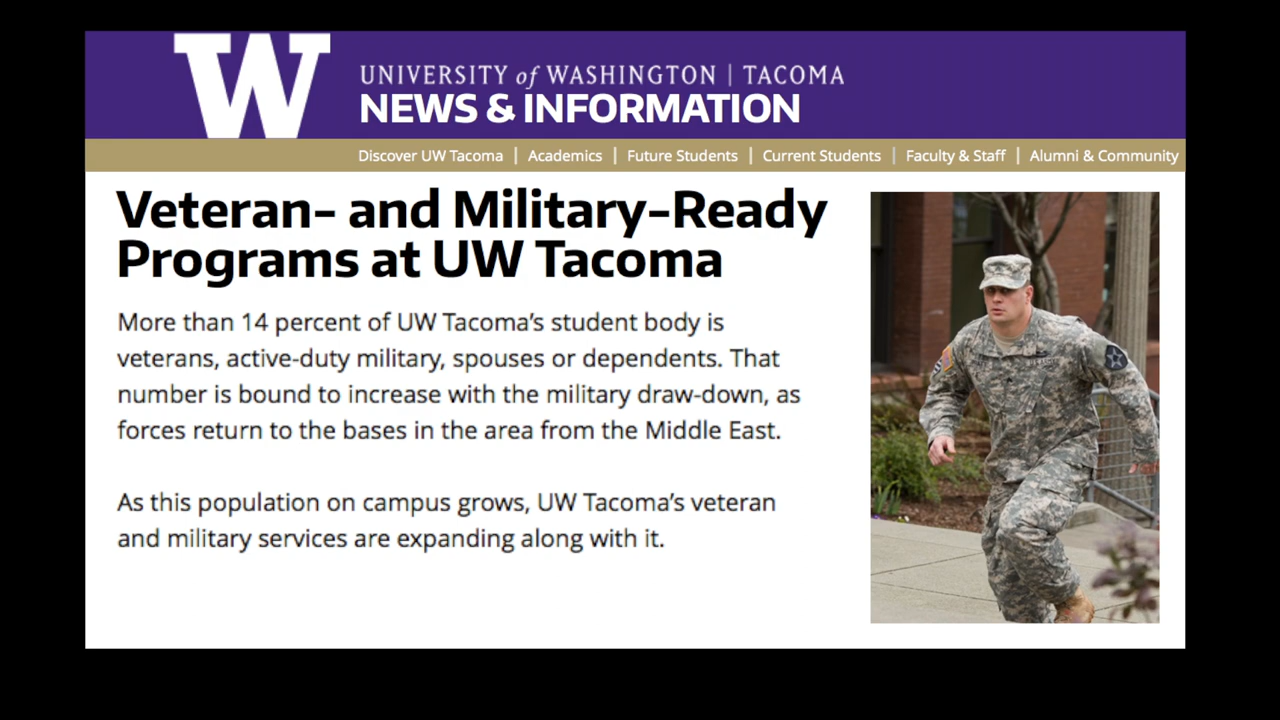 W
UNIVERSITY of WASHINGTON | TACOMA
NEWS & INFORMATION
Discover UW Tacoma | Academics | Future Students | Current Students | Faculty & Staff | Alumni & Community
Veteran- and Military-Ready
Programs at UW Tacoma
More than 14 percent of UW Tacoma's student body is
veterans, active-duty military, spouses or dependents. That
number is bound to increase with the military draw-down, as
forces return to the bases in the area from the Middle East.
As this population on campus grows, UW Tacoma's veteran
and military services are expanding along with it.